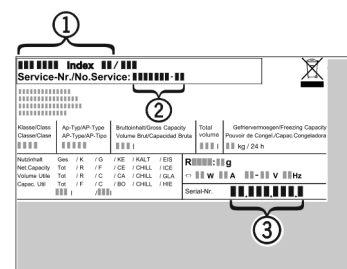 1
Index /
Service-Nr./No.Service: -
2
Klasse/Class
Classe/Clase
Ap-Typ/AP-Type
AP-Type/AP-Tipo
Bruttoinhalt/Gross Capacity
Volume Brut/Capacidad Bruta
l
Total
volume
l
Gefriervermoegen/Freezing Capacity
Pouvoir de Congel./Capac.Congeladora
kg / 24 h
Nutzinhalt Ges / K / G / KE / KALT / EIS
Net.Capacity Tot / R / F / CE / CHILL / ICE
Volume Utile Tot / R / C / CA / CHILL / GLA
Capac. Util Tot / F / C / BO / CHILL / HIE
l / l
R : g
W A - V Hz
Serial-Nr. . . .
3